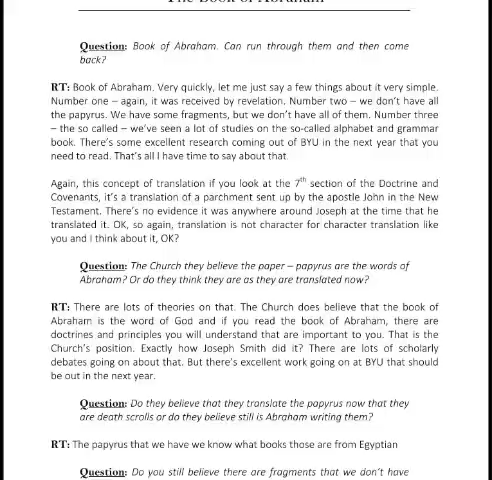 The Book of Abraham
Question: Book of Abraham. Can run through them and then come
back?
RT: Book of Abraham. Very quickly, let me just say a few things about it very simple.
Number one – again, it was received by revelation. Number two – we don't have all
the papyrus. We have some fragments, but we don't have all of them. Number three
– the so called – we've seen a lot of studies on the so-called alphabet and grammar
book. There's some excellent research coming out of BYU in the next year that you
need to read. That's all I have time to say about that.
Again, this concept of translation if you look at the 7th section of the Doctrine and
Covenants, it's a translation of a parchment sent up by the apostle John in the New
Testament. There's no evidence it was anywhere around Joseph at the time that he
translated it. OK, so again, translation is not character for character translation like
you and I think about it, OK?
Question: The Church they believe the paper – papyrus are the words of
Abraham? Or do they think they are as they are translated now?
RT: There are lots of theories on that. The Church does believe that the book of
Abraham is the word of God and if you read the book of Abraham, there are
doctrines and principles you will understand that are important to you. That is the
Church's position. Exactly how Joseph Smith did it? There are lots of scholarly
debates going on about that. But there's excellent work going on at BYU that should
be out in the next year.
Question: Do they believe that they translate the papyrus now that they
are death scrolls or do they believe still is Abraham writing them?
RT: The papyrus that we have we know what books those are from Egyptian
Question: Do you still believe there are fragments that we don't have